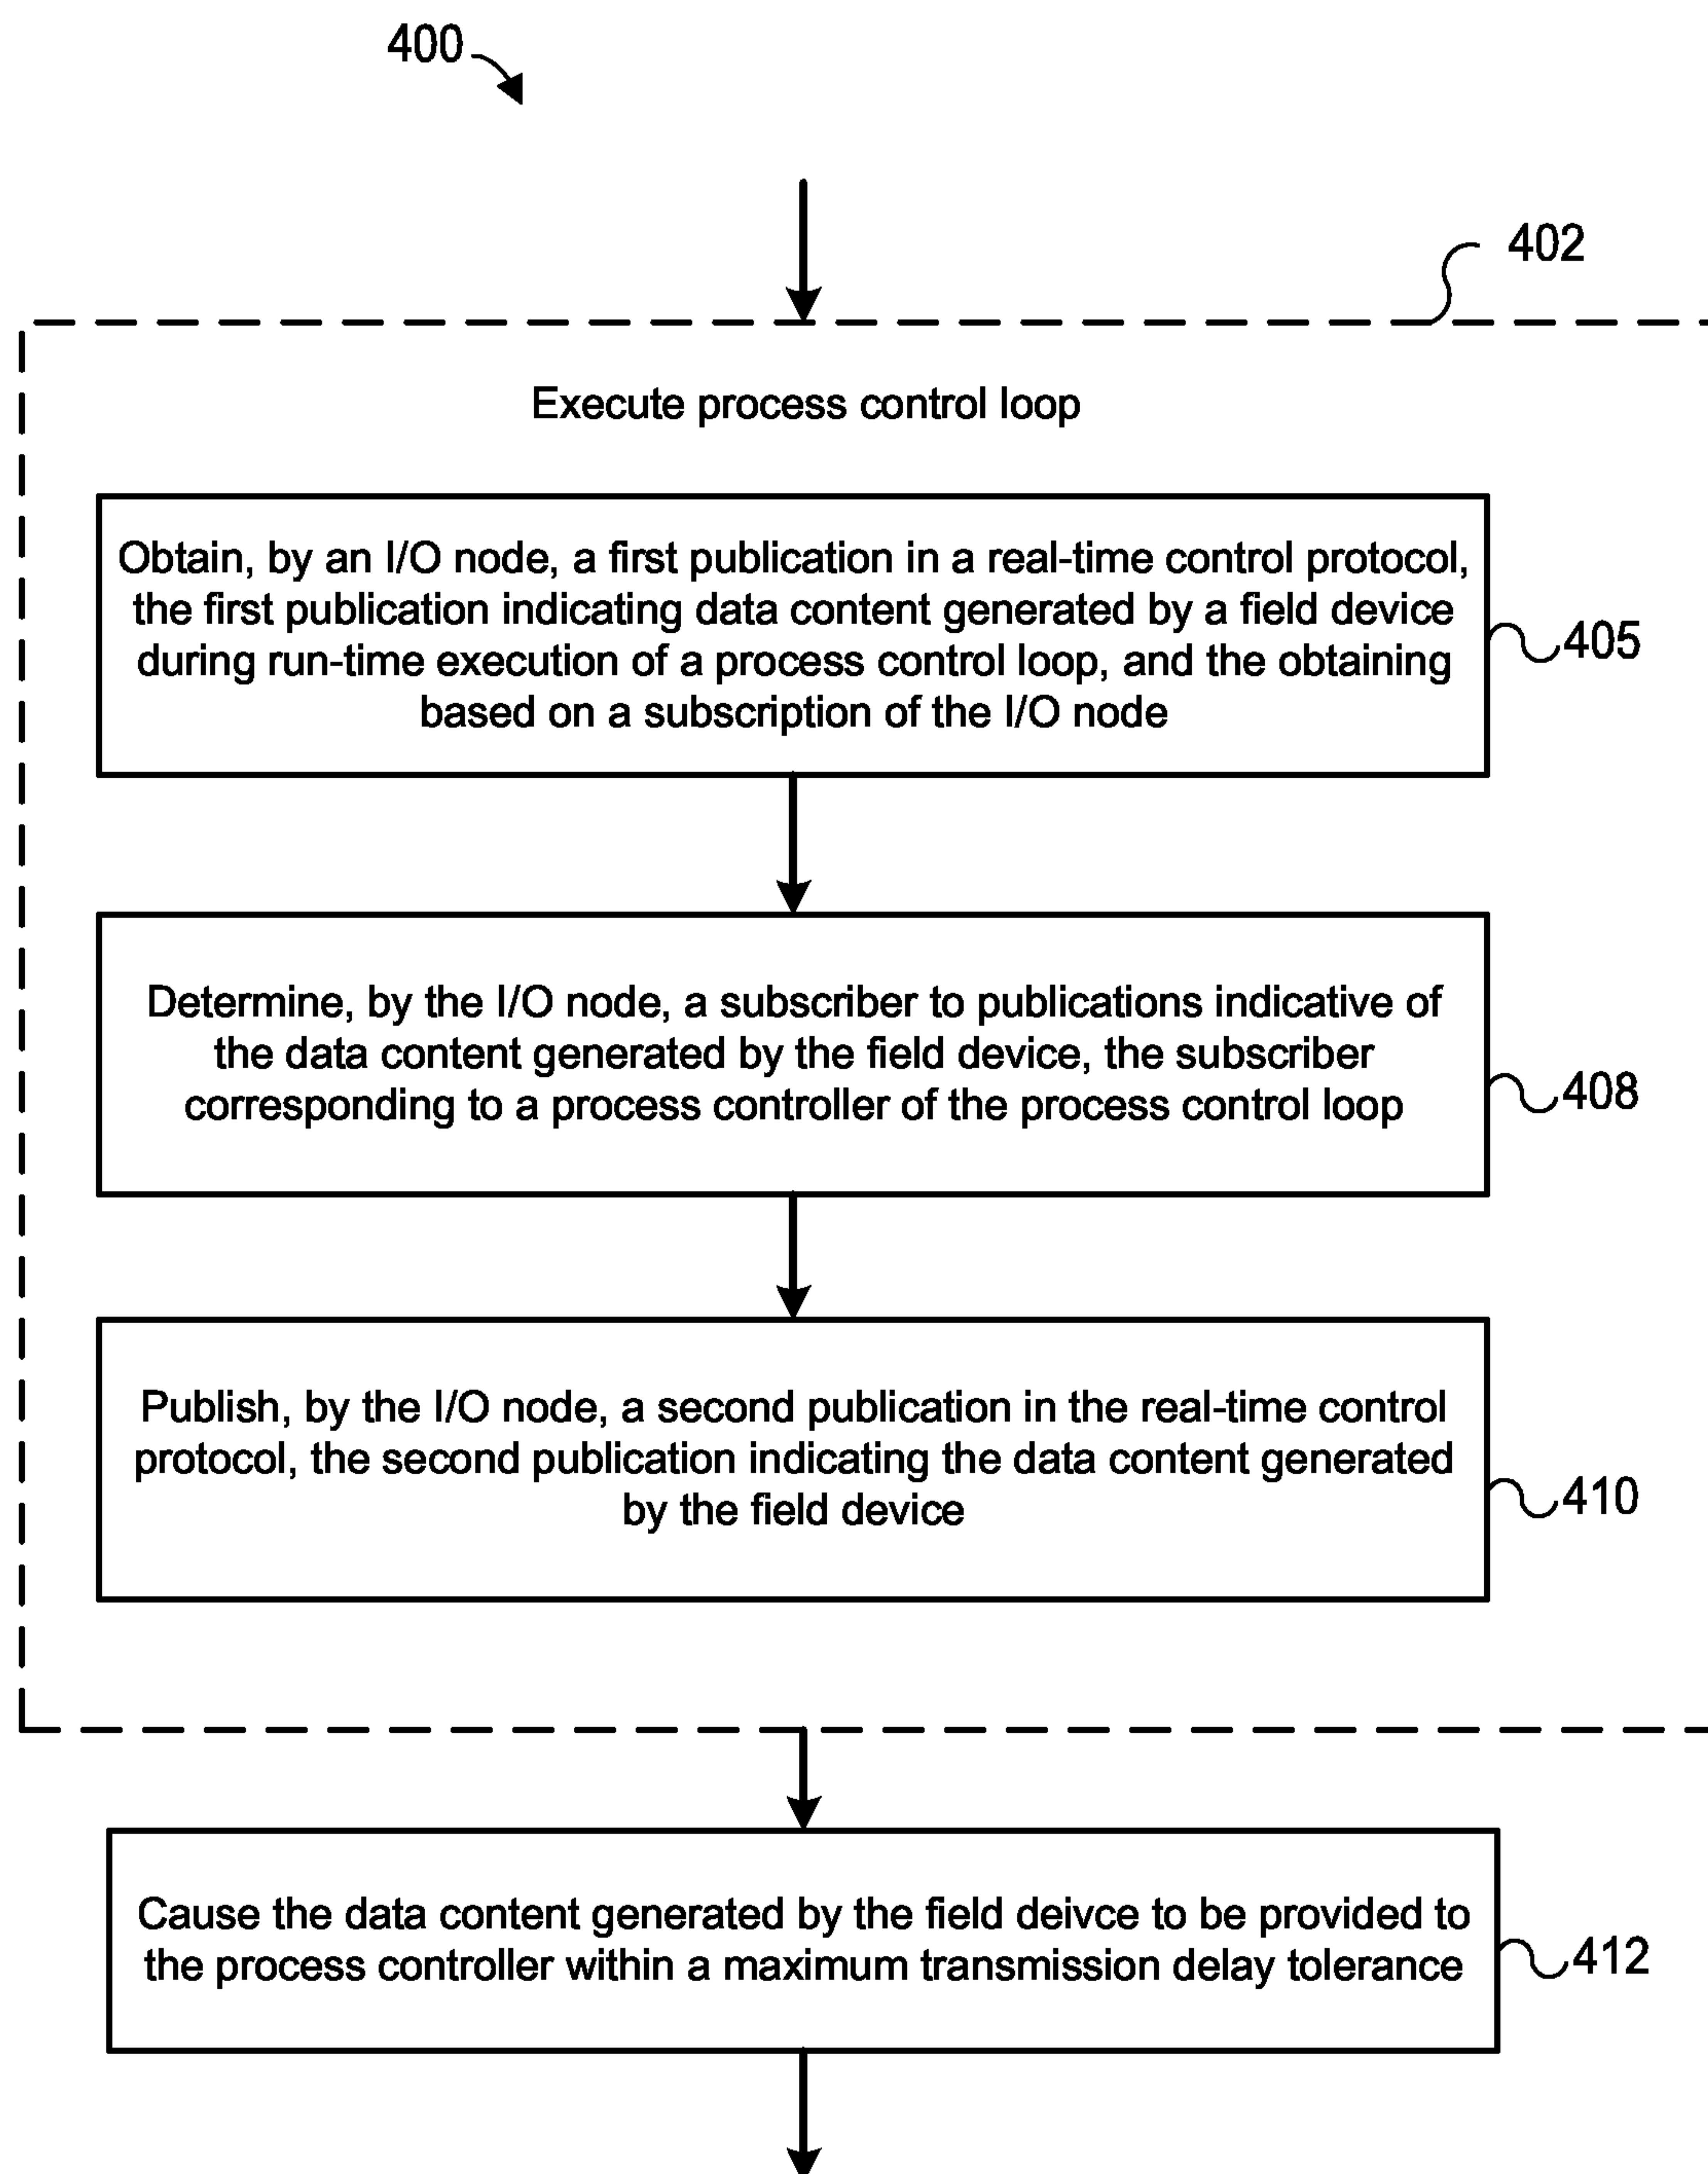 400
402
Execute process control loop
Obtain, by an I/O node, a first publication in a real-time control protocol,
the first publication indicating data content generated by a field device
during run-time execution of a process control loop, and the obtaining
based on a subscription of the I/O node
405
Determine, by the I/O node, a subscriber to publications indicative of
the data content generated by the field device, the subscriber
corresponding to a process controller of the process control loop
408
Publish, by the I/O node, a second publication in the real-time control
protocol, the second publication indicating the data content generated
by the field device
410
Cause the data content generated by the field deivce to be provided to
the process controller within a maximum transmission delay tolerance
412